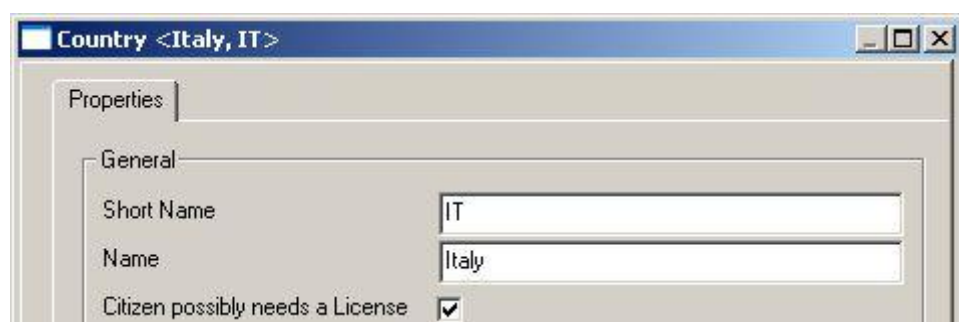 Country <Italy, IT>
Properties
General
Short Name IT
Name Italy
Citizen possibly needs a License